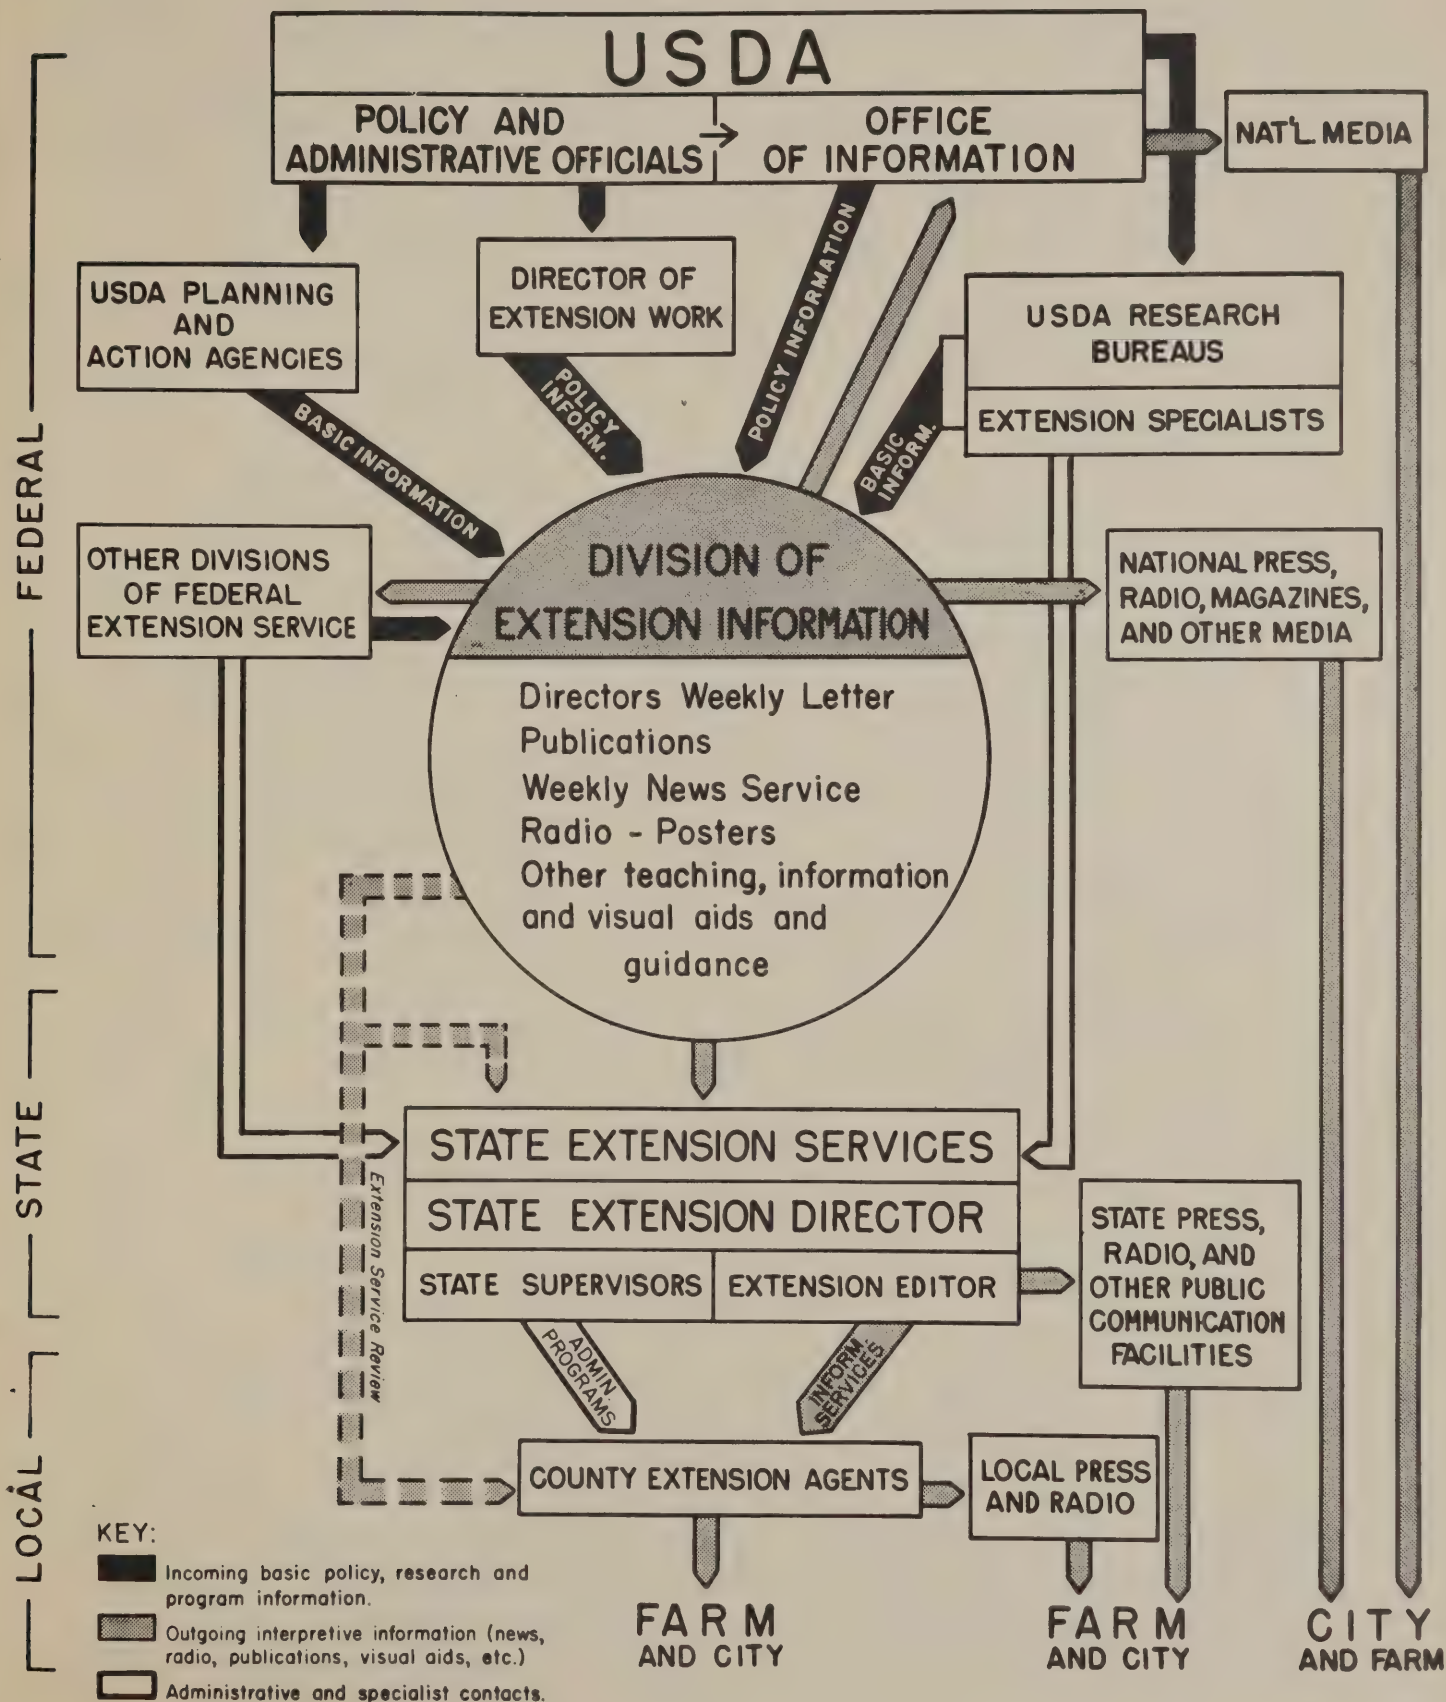 USDA
POLICY AND
ADMINISTRATIVE OFFICIALS
OFFICE
OF INFORMATION
NAT'L. MEDIA
USDA PLANNING
AND
ACTION AGENCIES
DIRECTOR OF
EXTENSION WORK
POLICY INFORMATION
USDA RESEARCH
BUREAUS
EXTENSION SPECIALISTS
BASIC INFORMATION
POLICY
INFORM.
BASIC
INFORM.
FEDERAL
OTHER DIVISIONS
OF FEDERAL
EXTENSION SERVICE
DIVISION OF
EXTENSION INFORMATION
NATIONAL PRESS,
RADIO, MAGAZINES,
AND OTHER MEDIA
Directors Weekly Letter
Publications
Weekly News Service
Radio - Posters
Other teaching, information
and visual aids and
guidance
STATE
STATE EXTENSION SERVICES
STATE EXTENSION DIRECTOR
STATE SUPERVISORS
EXTENSION EDITOR
STATE PRESS,
RADIO, AND
OTHER PUBLIC
COMMUNICATION
FACILITIES
Extension Service Review
ADMIN.
PROGRAMS
INFORM.
SERVICES
LOCAL
COUNTY EXTENSION AGENTS
LOCAL PRESS
AND RADIO
KEY:
Incoming basic policy, research and
program information.
Outgoing interpretive information (news,
radio, publications, visual aids, etc.)
Administrative and specialist contacts.
FARM
AND CITY
FARM
AND CITY
CITY
AND FARM